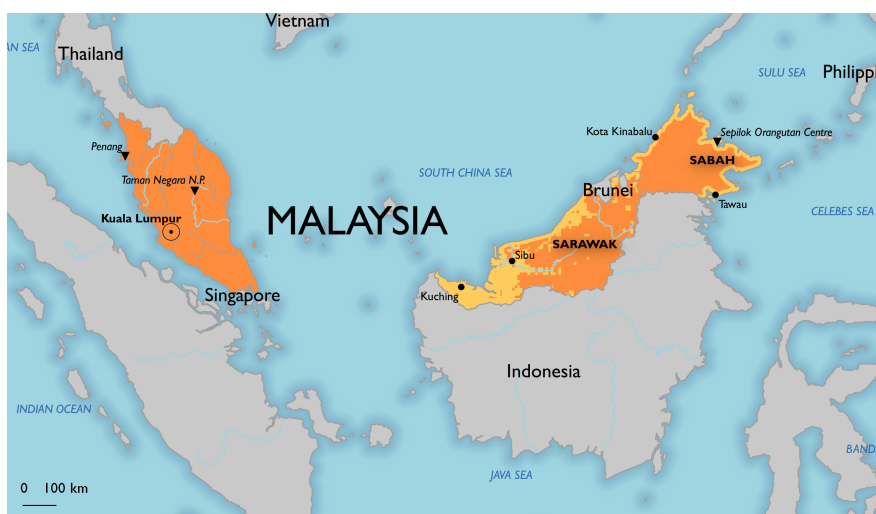 Vietnam
AN SEA
Thailand
SULU SEA
Philippi
Kota Kinabalu
Sepilok Orangutan Centre
Penang
SABAH
SOUTH CHINA SEA
Taman Negara N.P.
Brunei
Tawau
CELEBES SEA
Kuala Lumpur
MALAYSIA
SARAWAK
Sibu
Singapore
Kuching
Indonesia
INDIAN OCEAN
BAND
JAVA SEA
0 100 km